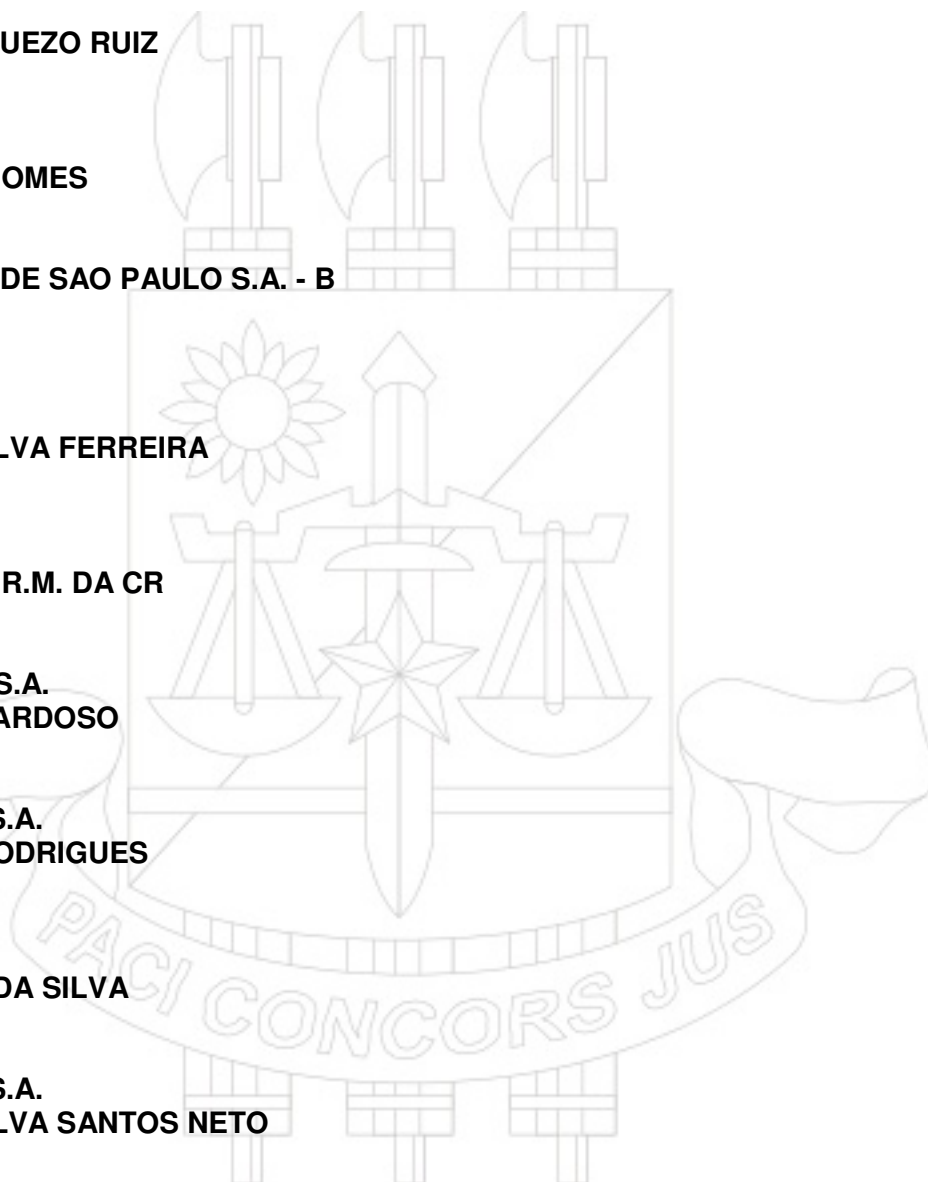 UEZO RUIZ
OMES
DE SAO PAULO S.A. - B
LVA FERREIRA
R.M. DA CR
S.A.
ARDOSO
S.A.
ODRIGUES
PACI CONCORS JUS
DA SILVA
S.A.
LVA SANTOS NETO